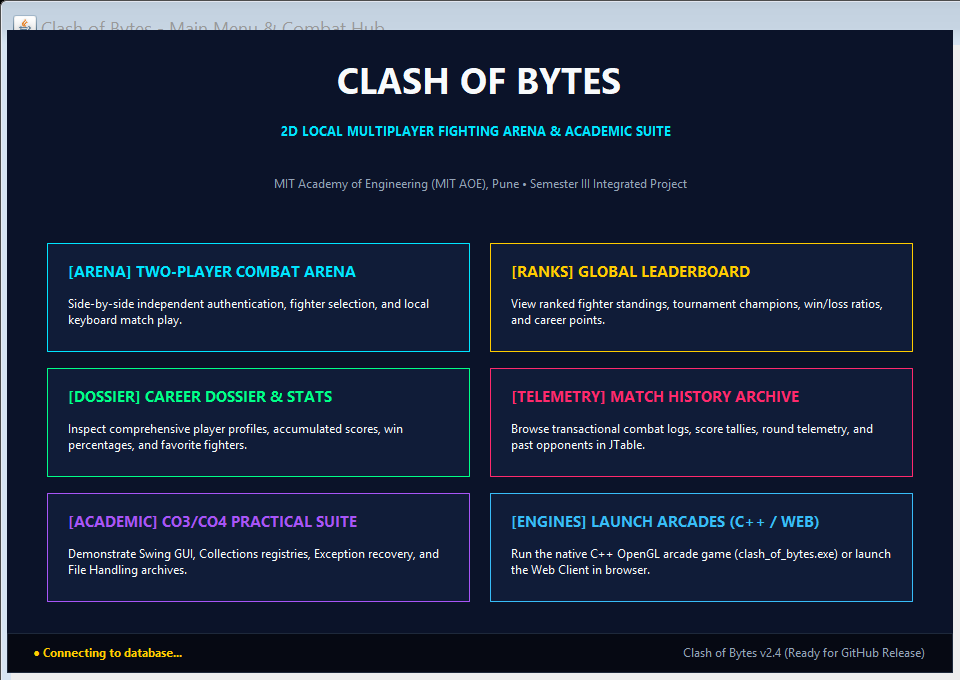 Clash of Bytes - Main Menu & Combat Hub
CLASH OF BYTES
2D LOCAL MULTIPLAYER FIGHTING ARENA & ACADEMIC SUITE
MIT Academy of Engineering (MIT AOE), Pune • Semester III Integrated Project
[ARENA] TWO-PLAYER COMBAT ARENA
Side-by-side independent authentication, fighter selection, and local
keyboard match play.
[RANKS] GLOBAL LEADERBOARD
View ranked fighter standings, tournament champions, win/loss ratios,
and career points.
[DOSSIER] CAREER DOSSIER & STATS
Inspect comprehensive player profiles, accumulated scores, win
percentages, and favorite fighters.
[TELEMETRY] MATCH HISTORY ARCHIVE
Browse transactional combat logs, score tallies, round telemetry, and
past opponents in JTable.
[ACADEMIC] CO3/CO4 PRACTICAL SUITE
Demonstrate Swing GUI, Collections registries, Exception recovery, and
File Handling archives.
[ENGINES] LAUNCH ARCADES (C++ / WEB)
Run the native C++ OpenGL arcade game (clash_of_bytes.exe) or launch
the Web Client in browser.
• Connecting to database...
Clash of Bytes v2.4 (Ready for GitHub Release)